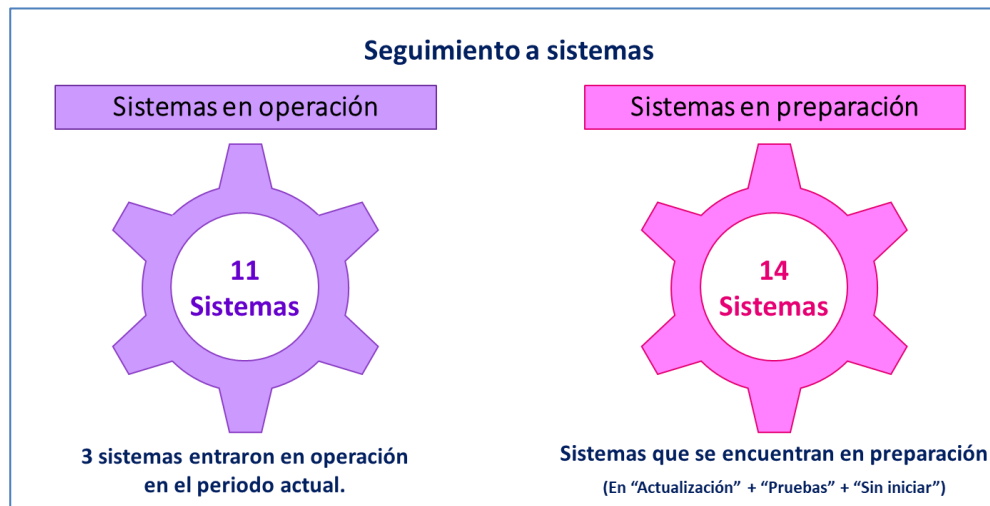 Seguimiento a sistemas
Sistemas en operación
11
Sistemas
3 sistemas entraron en operación
en el periodo actual.
Sistemas en preparación
14
Sistemas
Sistemas que se encuentran en preparación
(En “Actualización” + “Pruebas” + “Sin iniciar”)